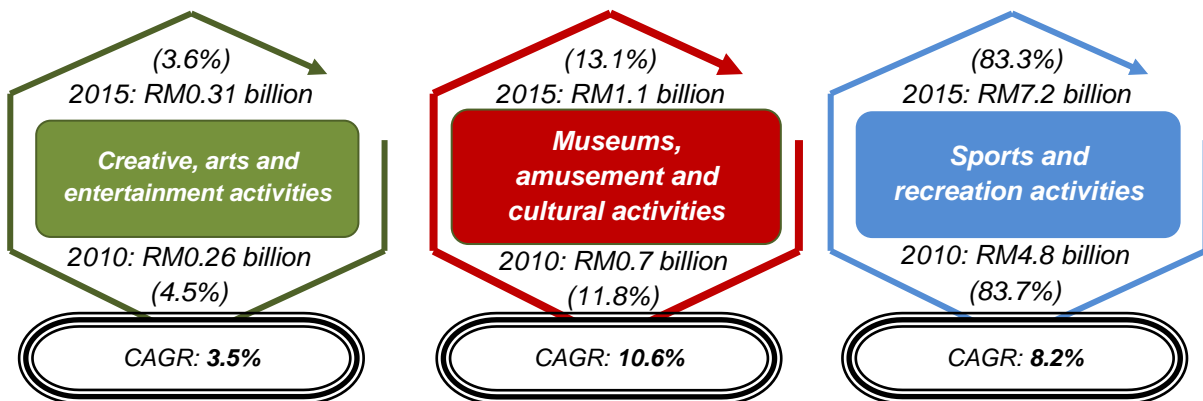 (3.6%)
2015: RM0.31 billion
Creative, arts and
entertainment activities
2010: RM0.26 billion
(4.5%)
CAGR: 3.5%
(13.1%)
2015: RM1.1 billion
Museums,
amusement and
cultural activities
2010: RM0.7 billion
(11.8%)
CAGR: 10.6%
(83.3%)
2015: RM7.2 billion
Sports and
recreation activities
2010: RM4.8 billion
(83.7%)
CAGR: 8.2%